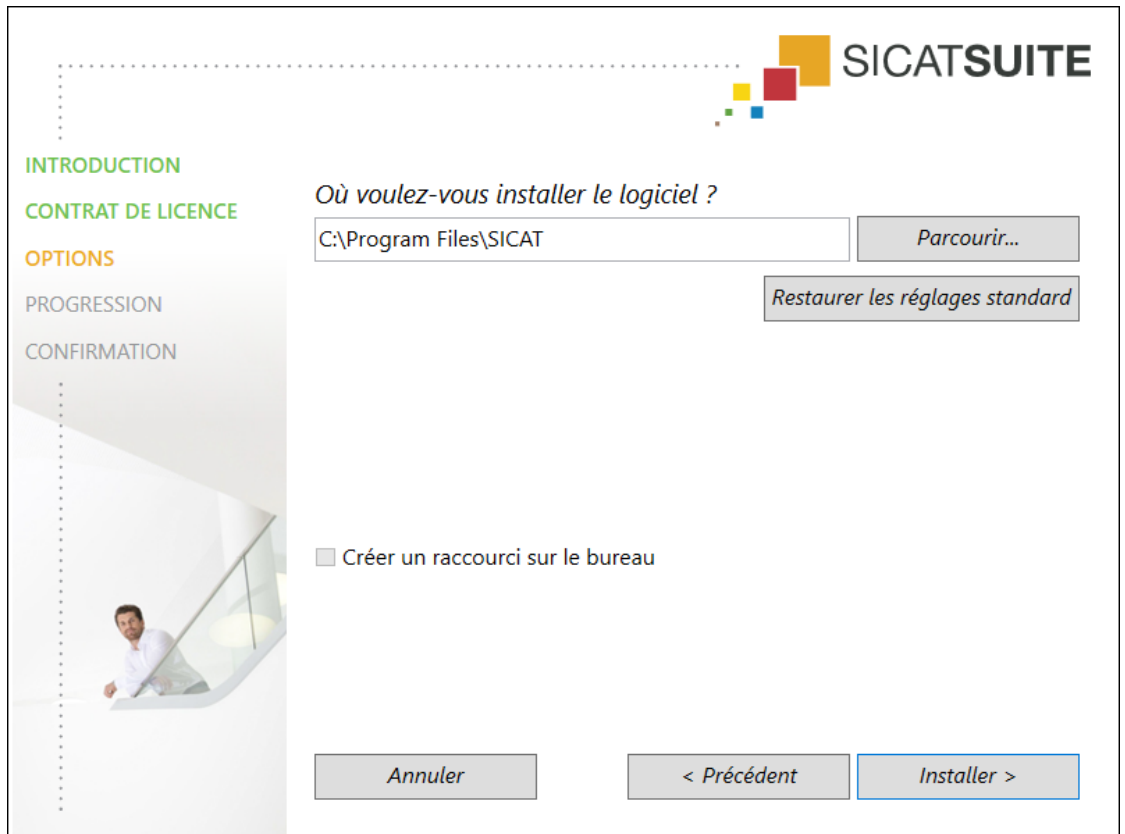 SICATSUITE
INTRODUCTION
CONTRAT DE LICENCE
OPTIONS
PROGRESSION
CONFIRMATION
Où voulez-vous installer le logiciel ?
C:\Program Files\SICAT
Parcourir...
Restaurer les réglages standard
Créer un raccourci sur le bureau
Annuler
< Précédent
Installer >